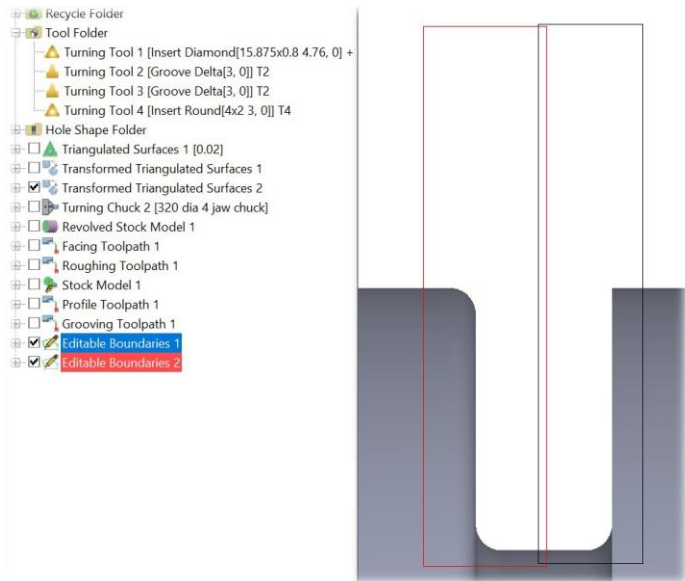 Recycle Folder
Tool Folder
Turning Tool 1 [Insert Diamond[15.875x0.8 4.76, 0] +
Turning Tool 2 [Groove Delta[3, 0]] T2
Turning Tool 3 [Groove Delta[3, 0]] T2
Turning Tool 4 [Insert Round[4x2 3, 0]] T4
Hole Shape Folder
Triangulated Surfaces 1 [0.02]
Transformed Triangulated Surfaces 1
Transformed Triangulated Surfaces 2
Turning Chuck 2 [320 dia 4 jaw chuck]
Revolved Stock Model 1
Facing Toolpath 1
Roughing Toolpath 1
Stock Model 1
Profile Toolpath 1
Grooving Toolpath 1
Editable Boundaries 1
Editable Boundaries 2